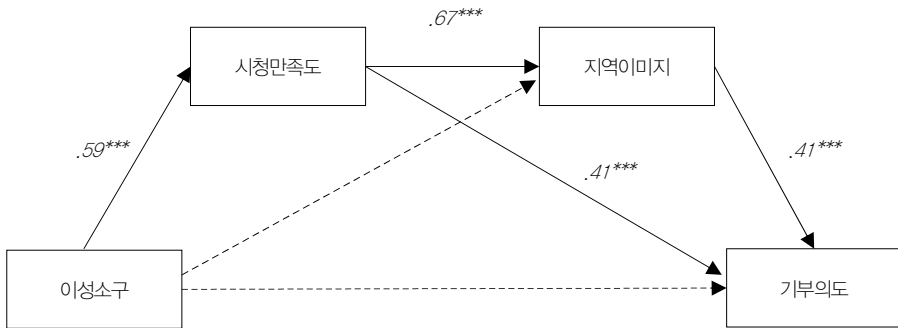 .67***
시청만족도
지역이미지
.59***
.41***
.41***
이성소구
기부의도